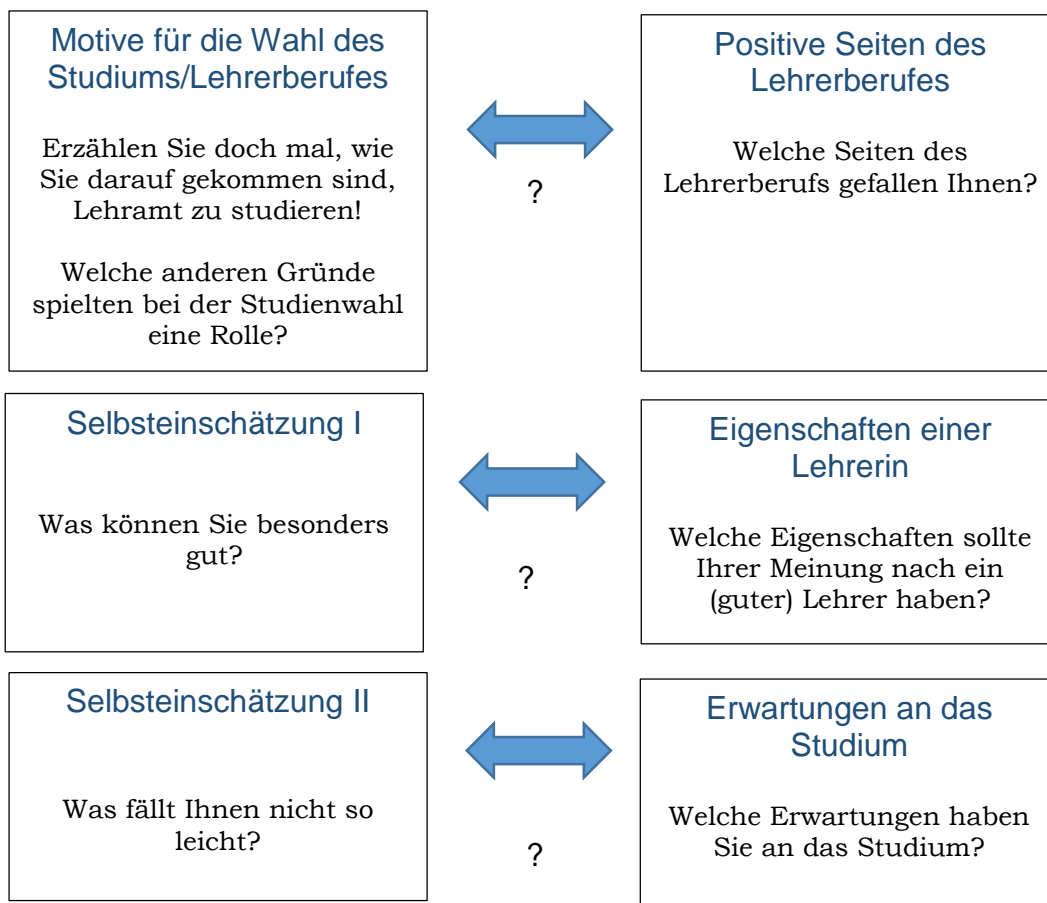 Motive für die Wahl des
Studiums/Lehrerberufes
Erzählen Sie doch mal, wie
Sie darauf gekommen sind,
Lehramt zu studieren!
Welche anderen Gründe
spielten bei der Studienwahl
eine Rolle?
?
Positive Seiten des
Lehrerberufes
Welche Seiten des
Lehrerberufs gefallen Ihnen?
Selbsteinschätzung I
Was können Sie besonders
gut?
?
Eigenschaften einer
Lehrerin
Welche Eigenschaften sollte
Ihrer Meinung nach ein
(guter) Lehrer haben?
Selbsteinschätzung II
Was fällt Ihnen nicht so
leicht?
?
Erwartungen an das
Studium
Welche Erwartungen haben
Sie an das Studium?